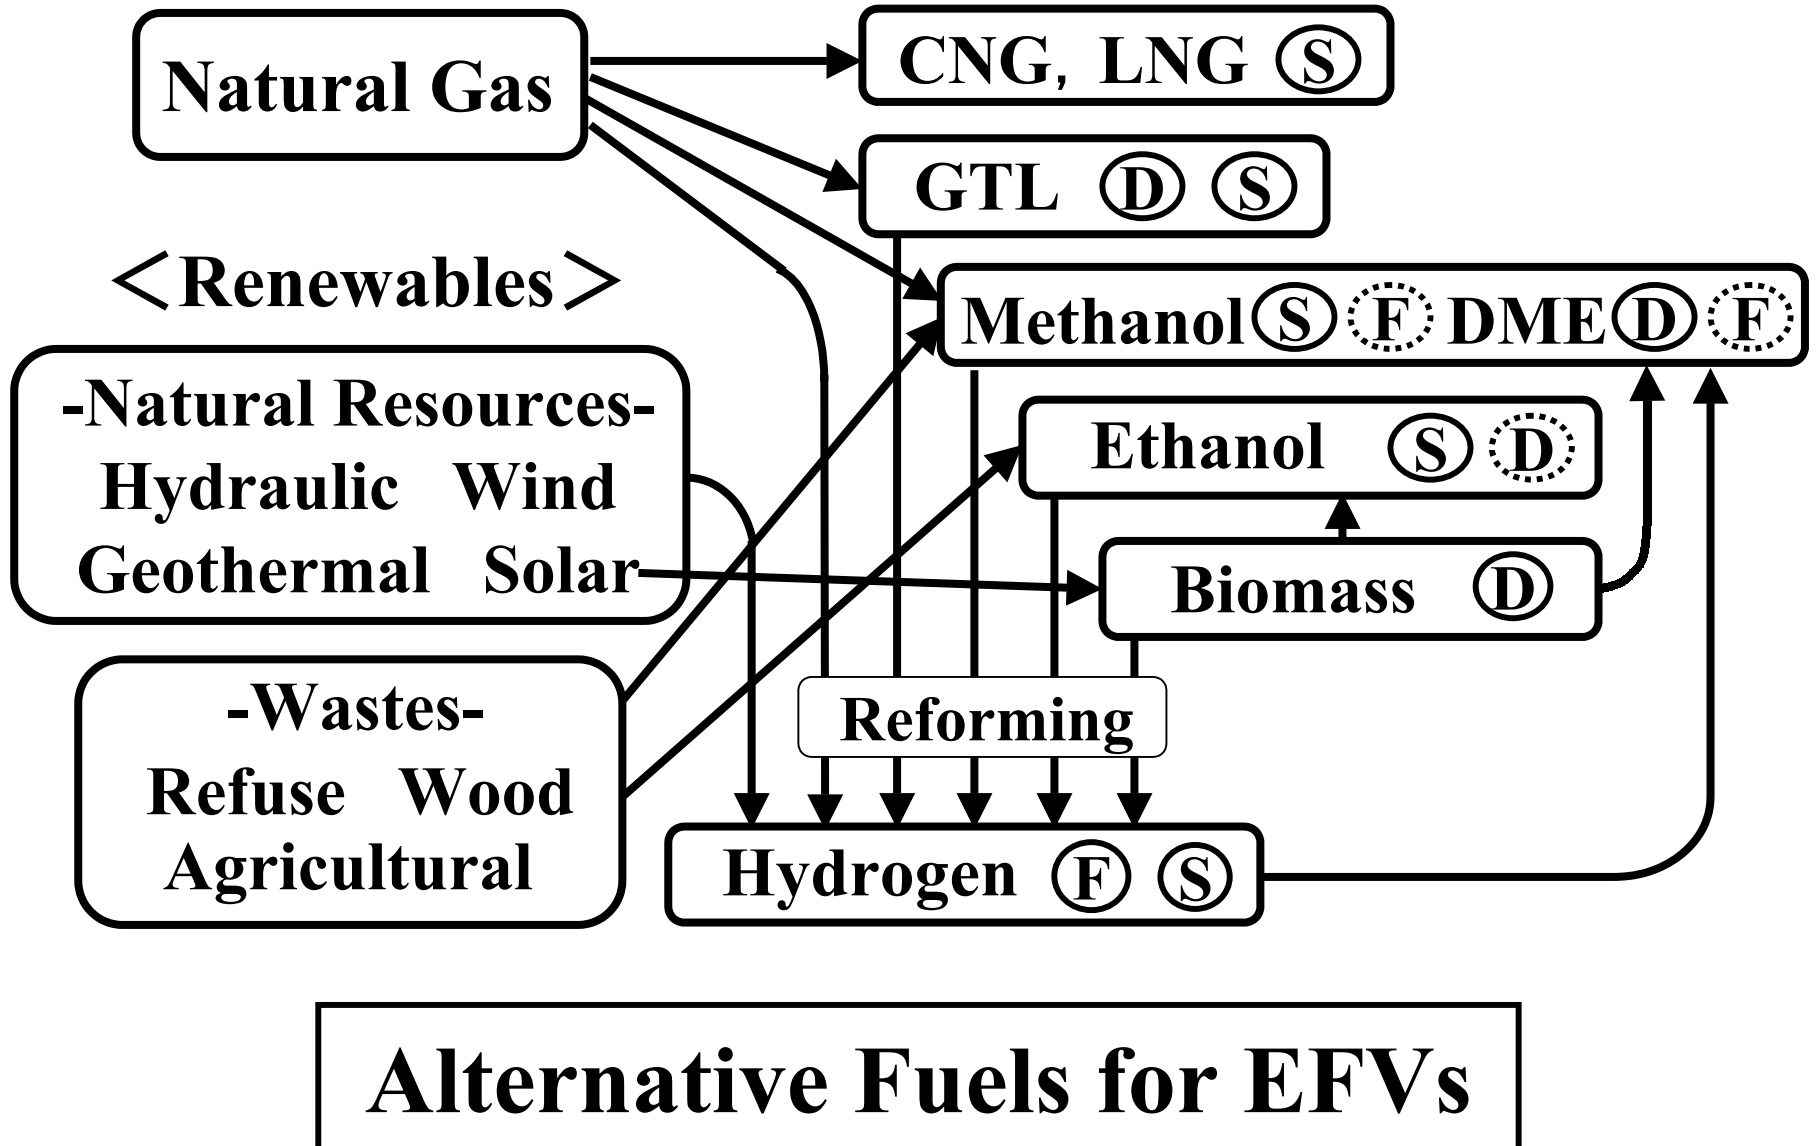 Natural Gas
CNG, LNG S
GTL D S
＜Renewables＞
Methanol S F DME D F
-Natural Resources-
Hydraulic Wind
Geothermal Solar
Ethanol S D
Biomass D
-Wastes-
Refuse Wood
Agricultural
Reforming
Hydrogen F S
Alternative Fuels for EFVs